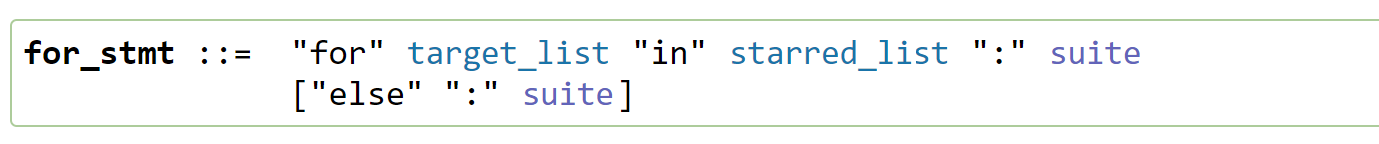 for_stmt ::=  "for" target_list "in" starred_list ":" suite
["else" ":" suite]